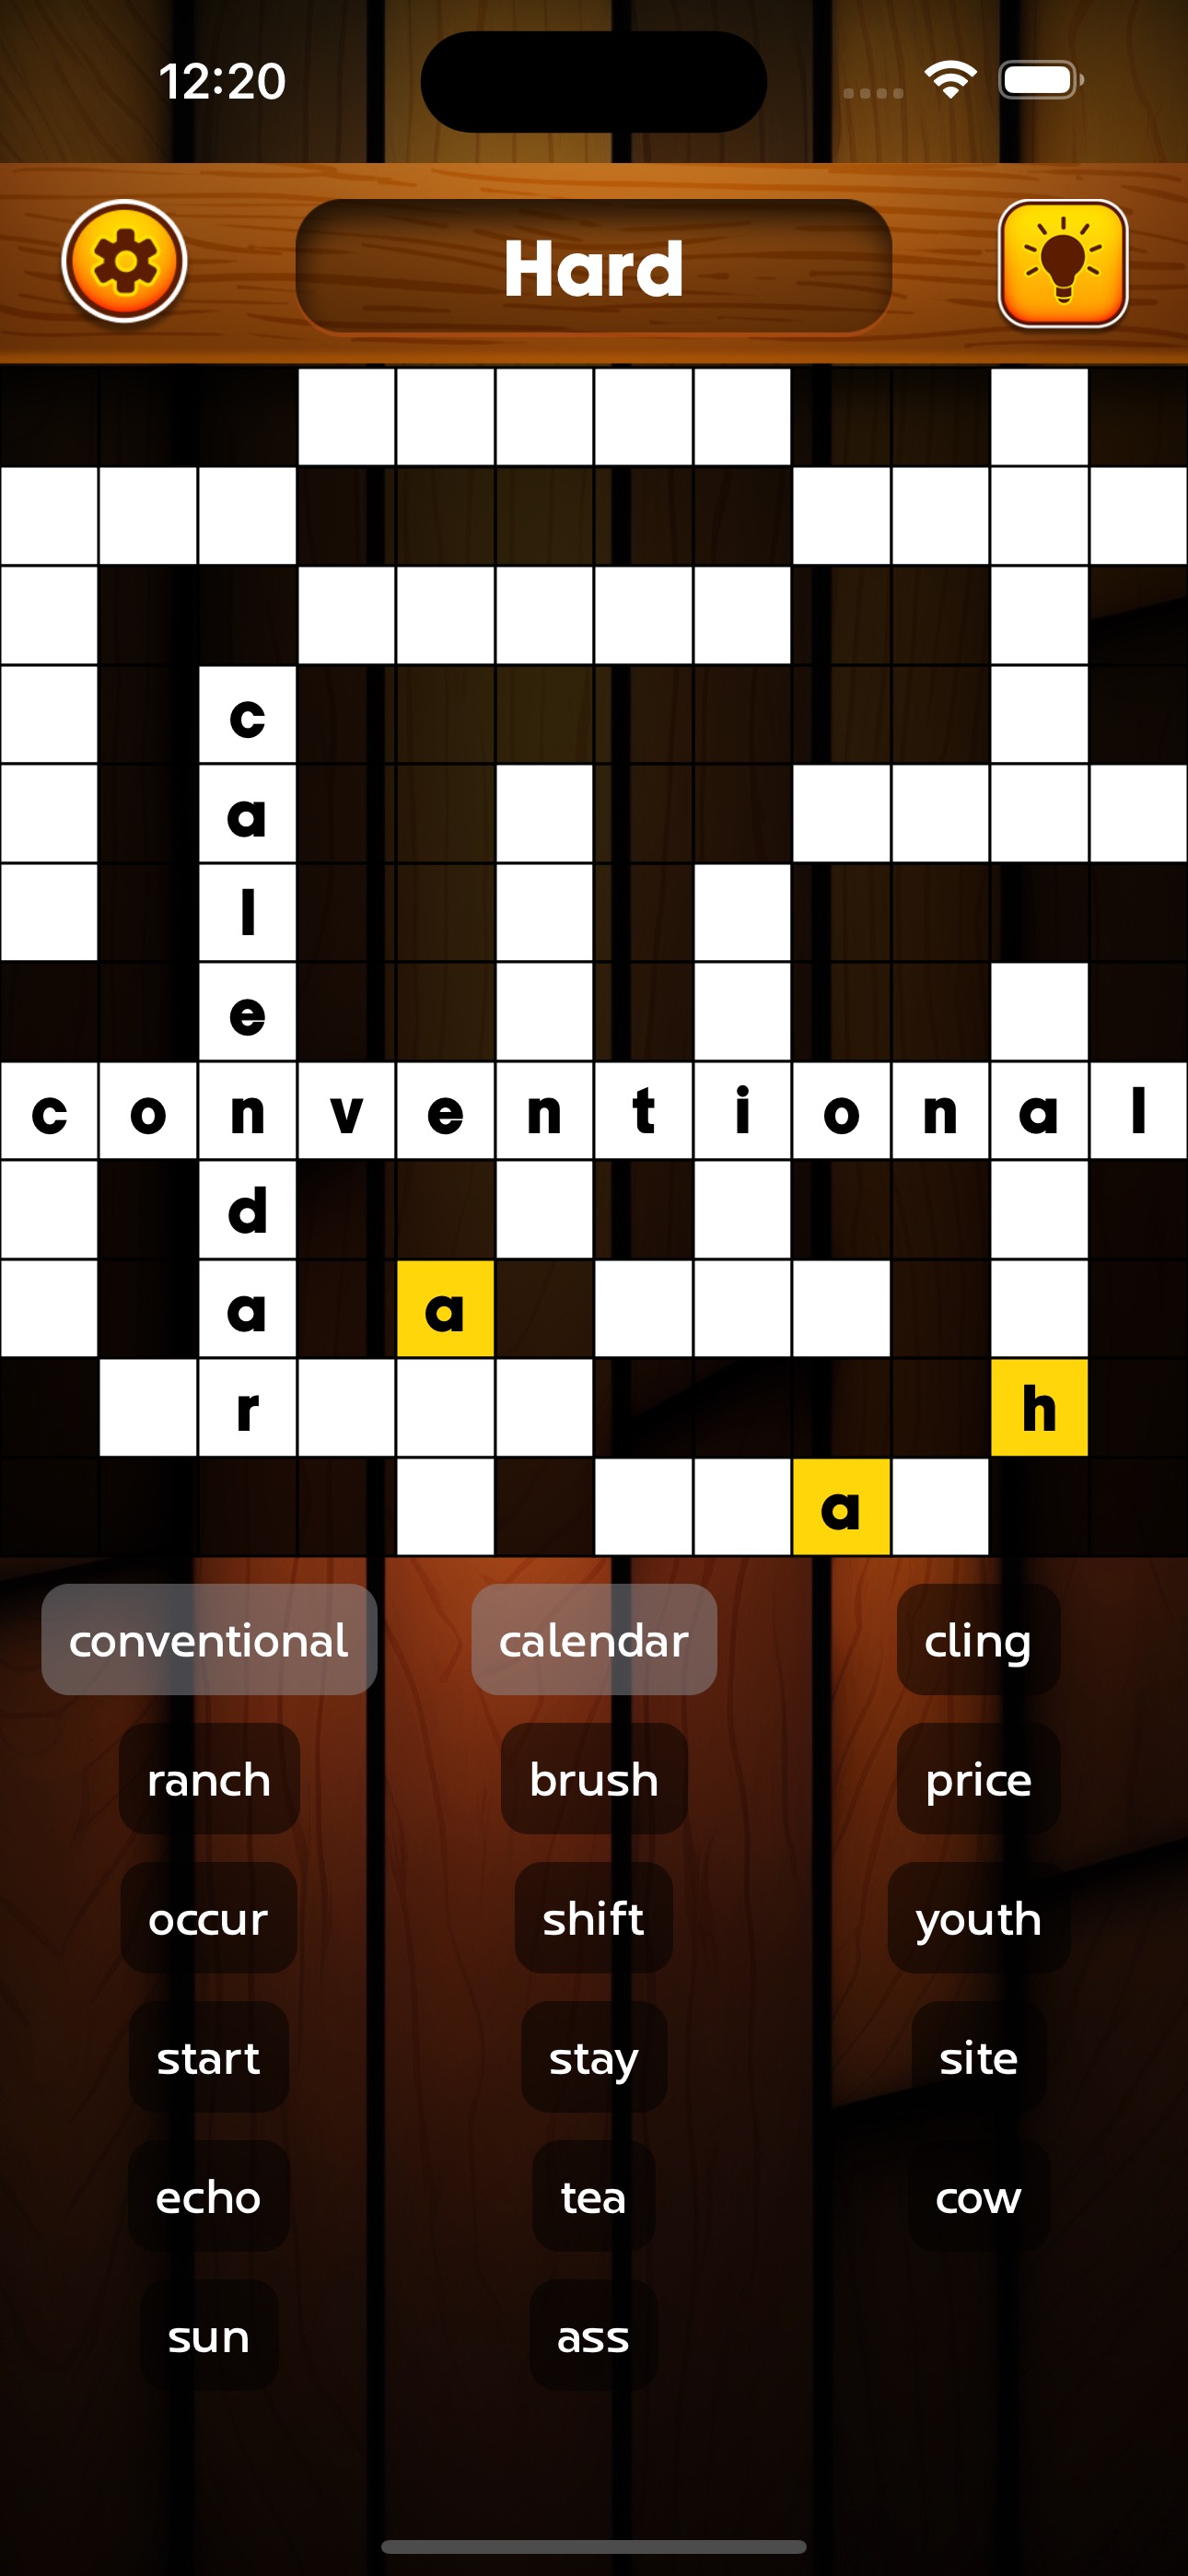 12:20
Hard
c
a
l
e
c o n v e n t i o n a l
d
a a
r h
a
conventional calendar cling
ranch brush price
occur shift youth
start stay site
echo tea cow
sun ass